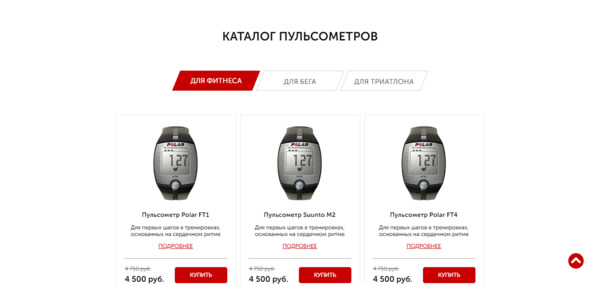 КАТАЛОГ ПУЛЬСОМЕТРОВ
ДЛЯ ФИТНЕСА
ДЛЯ БЕГА
ДЛЯ ТРИАТЛОНА
POLAR
127
FT1
POLAR
127
FT1
POLAR
127
FT1
Пульсометр Polar FT1
Для первых шагов в тренировках,
основанных на сердечном ритме
ПОДРОБНЕЕ
4 750 руб.
4 500 руб.
КУПИТЬ
Пульсометр Suunto M2
Для первых шагов в тренировках,
основанных на сердечном ритме
ПОДРОБНЕЕ
4 750 руб.
4 500 руб.
КУПИТЬ
Пульсометр Polar FT4
Для первых шагов в тренировках,
основанных на сердечном ритме
ПОДРОБНЕЕ
4 750 руб.
4 500 руб.
КУПИТЬ